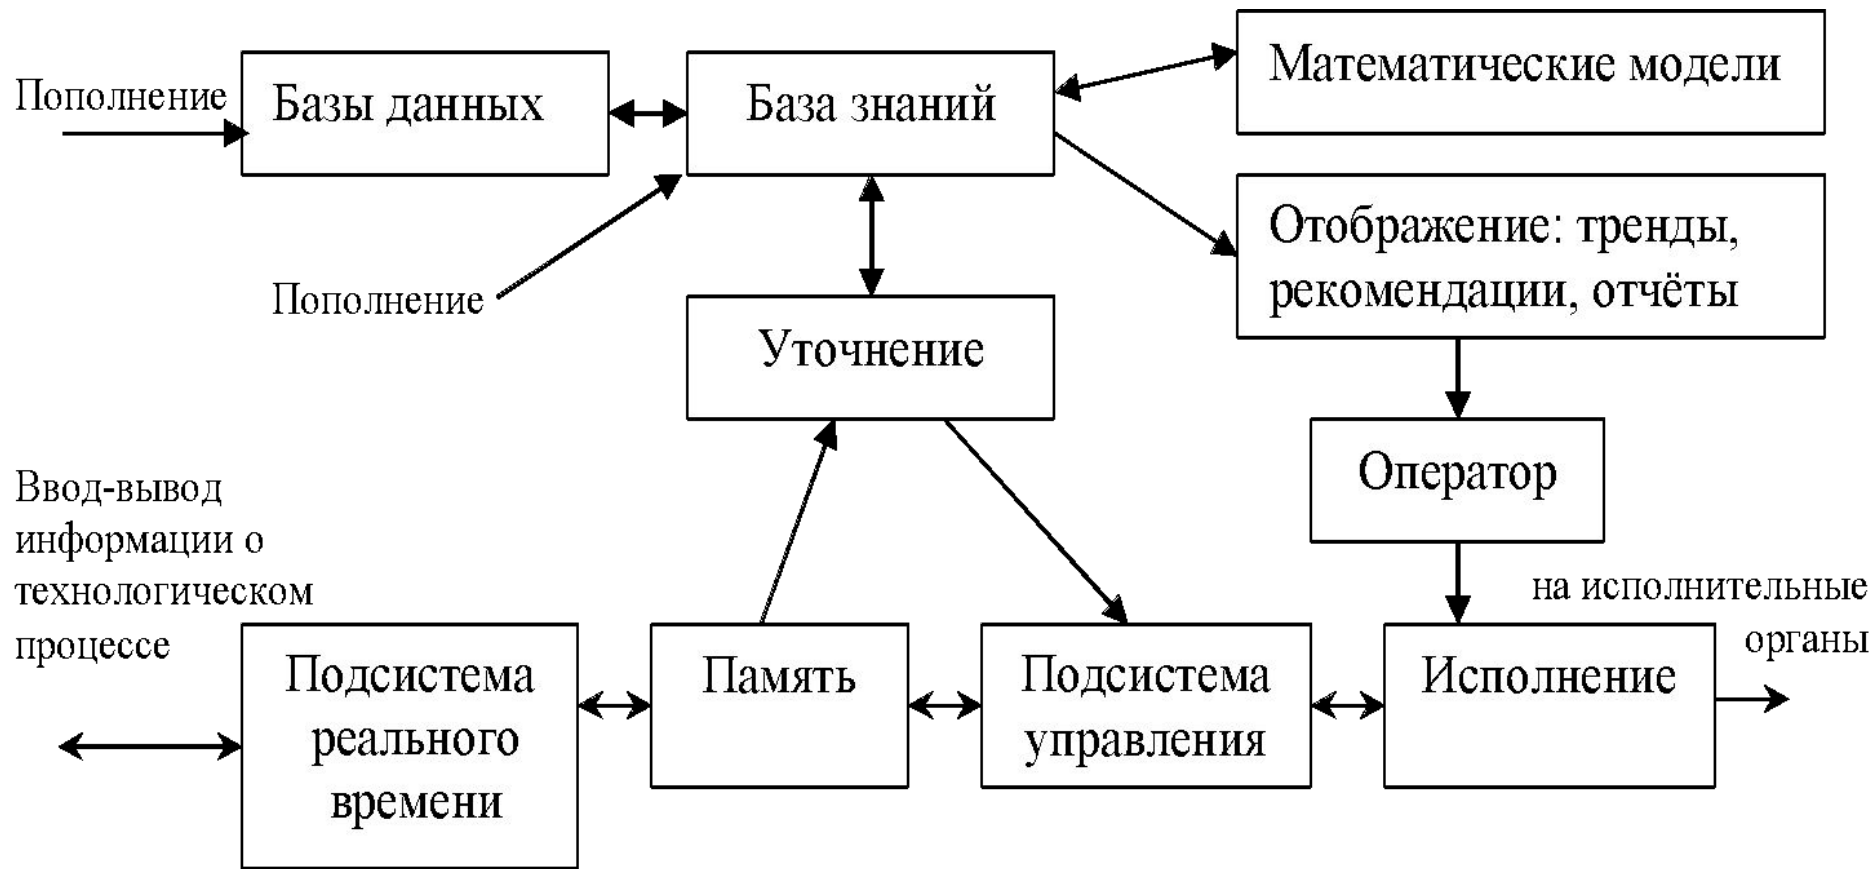 Пополнение
Базы данных
База знаний
Математические модели
Отображение: тренды,
рекомендации, отчёты
Пополнение
Уточнение
Оператор
Ввод-вывод
информации о
технологическом
процессе
на исполнительные
органы
Подсистема
реального
времени
Память
Подсистема
управления
Исполнение